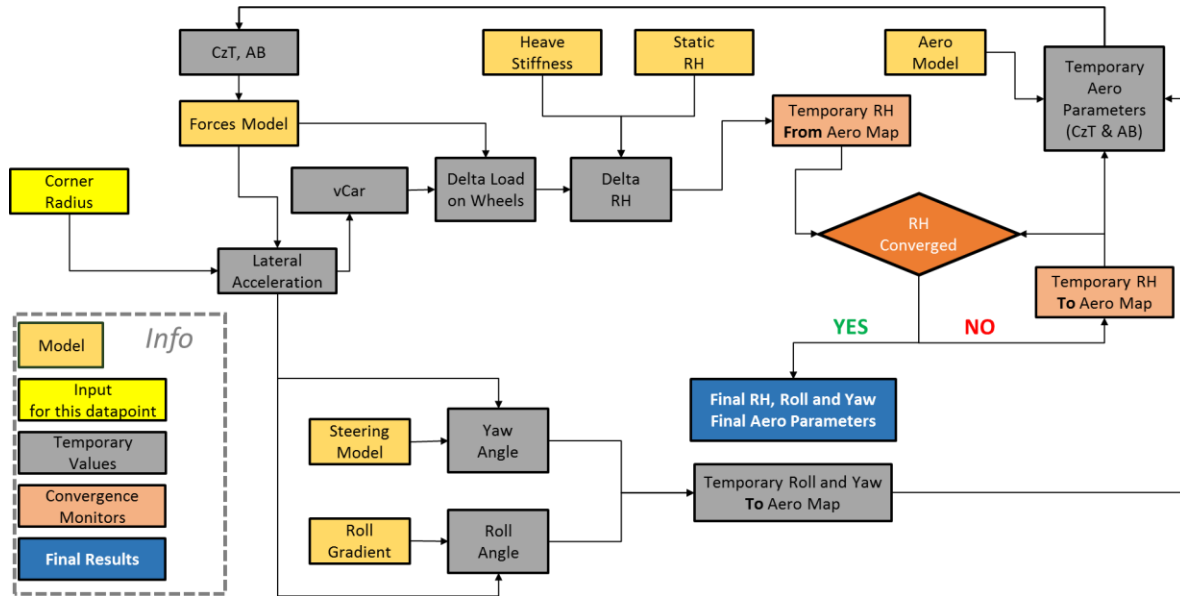 CzT, AB
Heave
Stiffness
Static
RH
Aero
Model
Temporary
Aero
Parameters
(CzT & AB)
Forces Model
Temporary RH
From Aero Map
Corner
Radius
vCar
Delta Load
on Wheels
Delta
RH
RH
Converged
Lateral
Acceleration
Temporary RH
To Aero Map
YES
NO
Final RH, Roll and Yaw
Final Aero Parameters
Info
Model
Input
for this datapoint
Temporary
Values
Convergence
Monitors
Final Results
Steering
Model
Yaw
Angle
Temporary Roll and Yaw
To Aero Map
Roll
Gradient
Roll
Angle